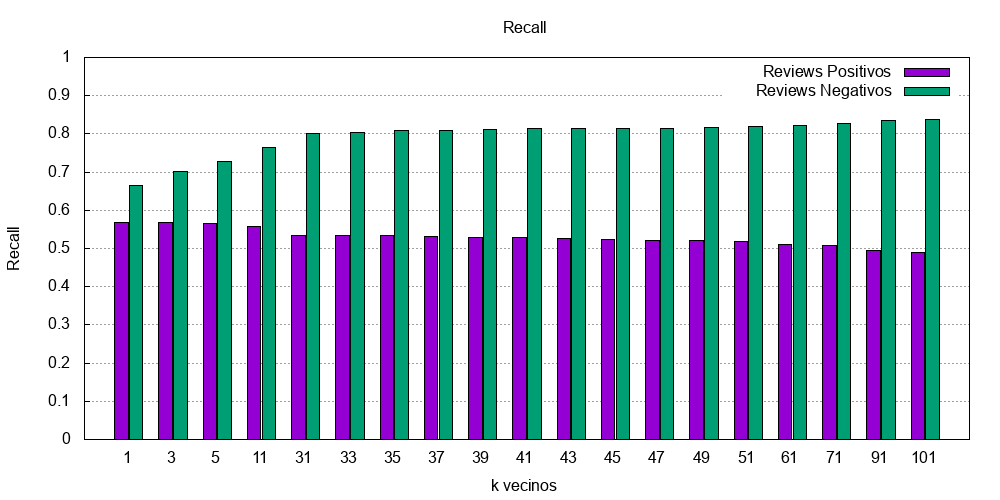 Recall
1
0.9
0.8
0.7
0.6
0.5
0.4
0.3
0.2
0.1
0
Recall
Reviews Positivos
Reviews Negativos
1 3 5 11 31 33 35 37 39 41 43 45 47 49 51 61 71 91 101
k vecinos